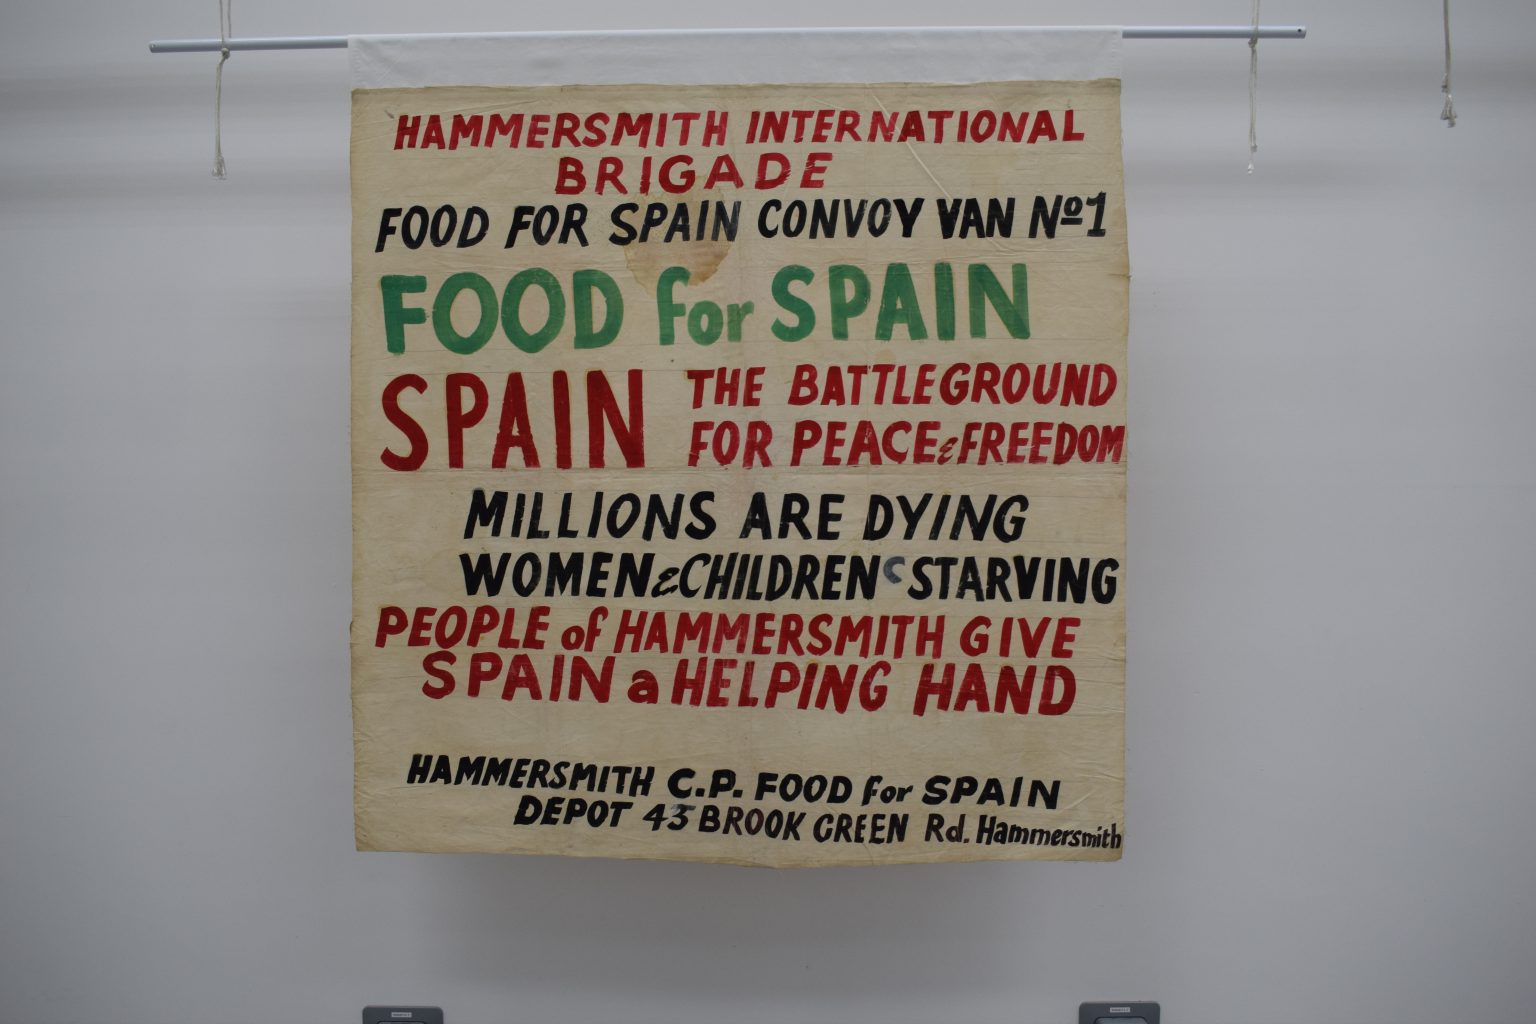 HAMMERSMITH INTERNATIONAL
BRIGADE
FOOD FOR SPAIN CONVOY VAN Nº1
FOOD for SPAIN
SPAIN THE BATTLEGROUND
FOR PEACE & FREEDOM
MILLIONS ARE DYING
WOMEN & CHILDREN STARVING
PEOPLE of HAMMERSMITH GIVE
SPAIN a HELPING HAND
HAMMERSMITH C.P. FOOD for SPAIN
DEPOT 43 BROOK GREEN Rd. Hammersmith